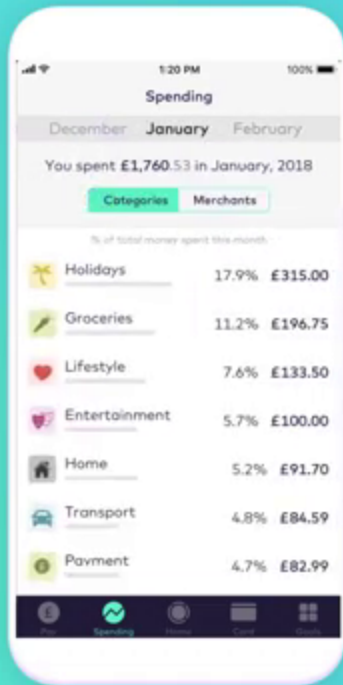 1:20 PM 100%
Spending
December January February
You spent £1,760.53 in January, 2018
Categories Merchants
% of total money spent this month
Holidays 17.9% £315.00
Groceries 11.2% £196.75
Lifestyle 7.6% £133.50
Entertainment 5.7% £100.00
Home 5.2% £91.70
Transport 4.8% £84.59
Payment 4.7% £82.99
Pay Spending Home Card Goals